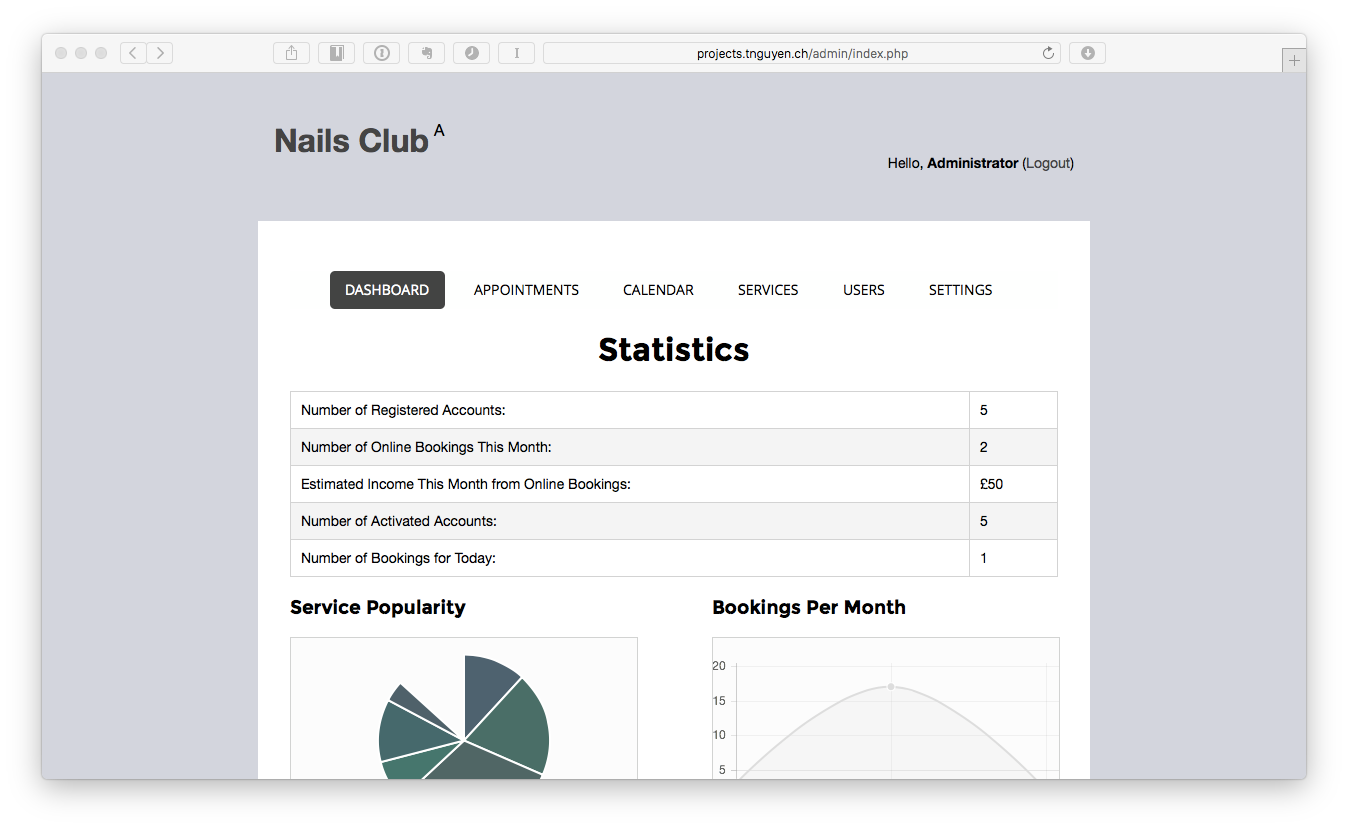 projects.tnguyen.ch/admin/index.php
Nails Club A
Hello, Administrator (Logout)
DASHBOARD APPOINTMENTS CALENDAR SERVICES USERS SETTINGS
Statistics
Number of Registered Accounts: 5
Number of Online Bookings This Month: 2
Estimated Income This Month from Online Bookings: £50
Number of Activated Accounts: 5
Number of Bookings for Today: 1
Service Popularity
Bookings Per Month
20
15
10
5